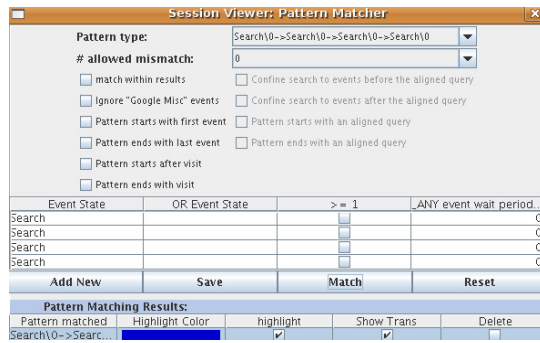 Session Viewer: Pattern Matcher
Pattern type: Search\0->Search\0->Search\0->Search\0
# allowed mismatch: 0
match within results Confine search to events before the aligned query
Ignore "Google Misc" events Confine search to events after the aligned query
Pattern starts with first event Pattern starts with an aligned query
Pattern ends with last event Pattern ends with an aligned query
Pattern starts after visit
Pattern ends with visit
Event State OR Event State >= 1 _ANY event wait period..
Search 0
Search 0
Search 0
Search 0
Add New Save Match Reset
Pattern Matching Results:
Pattern matched Highlight Color highlight Show Trans Delete
Search\0->Searc...